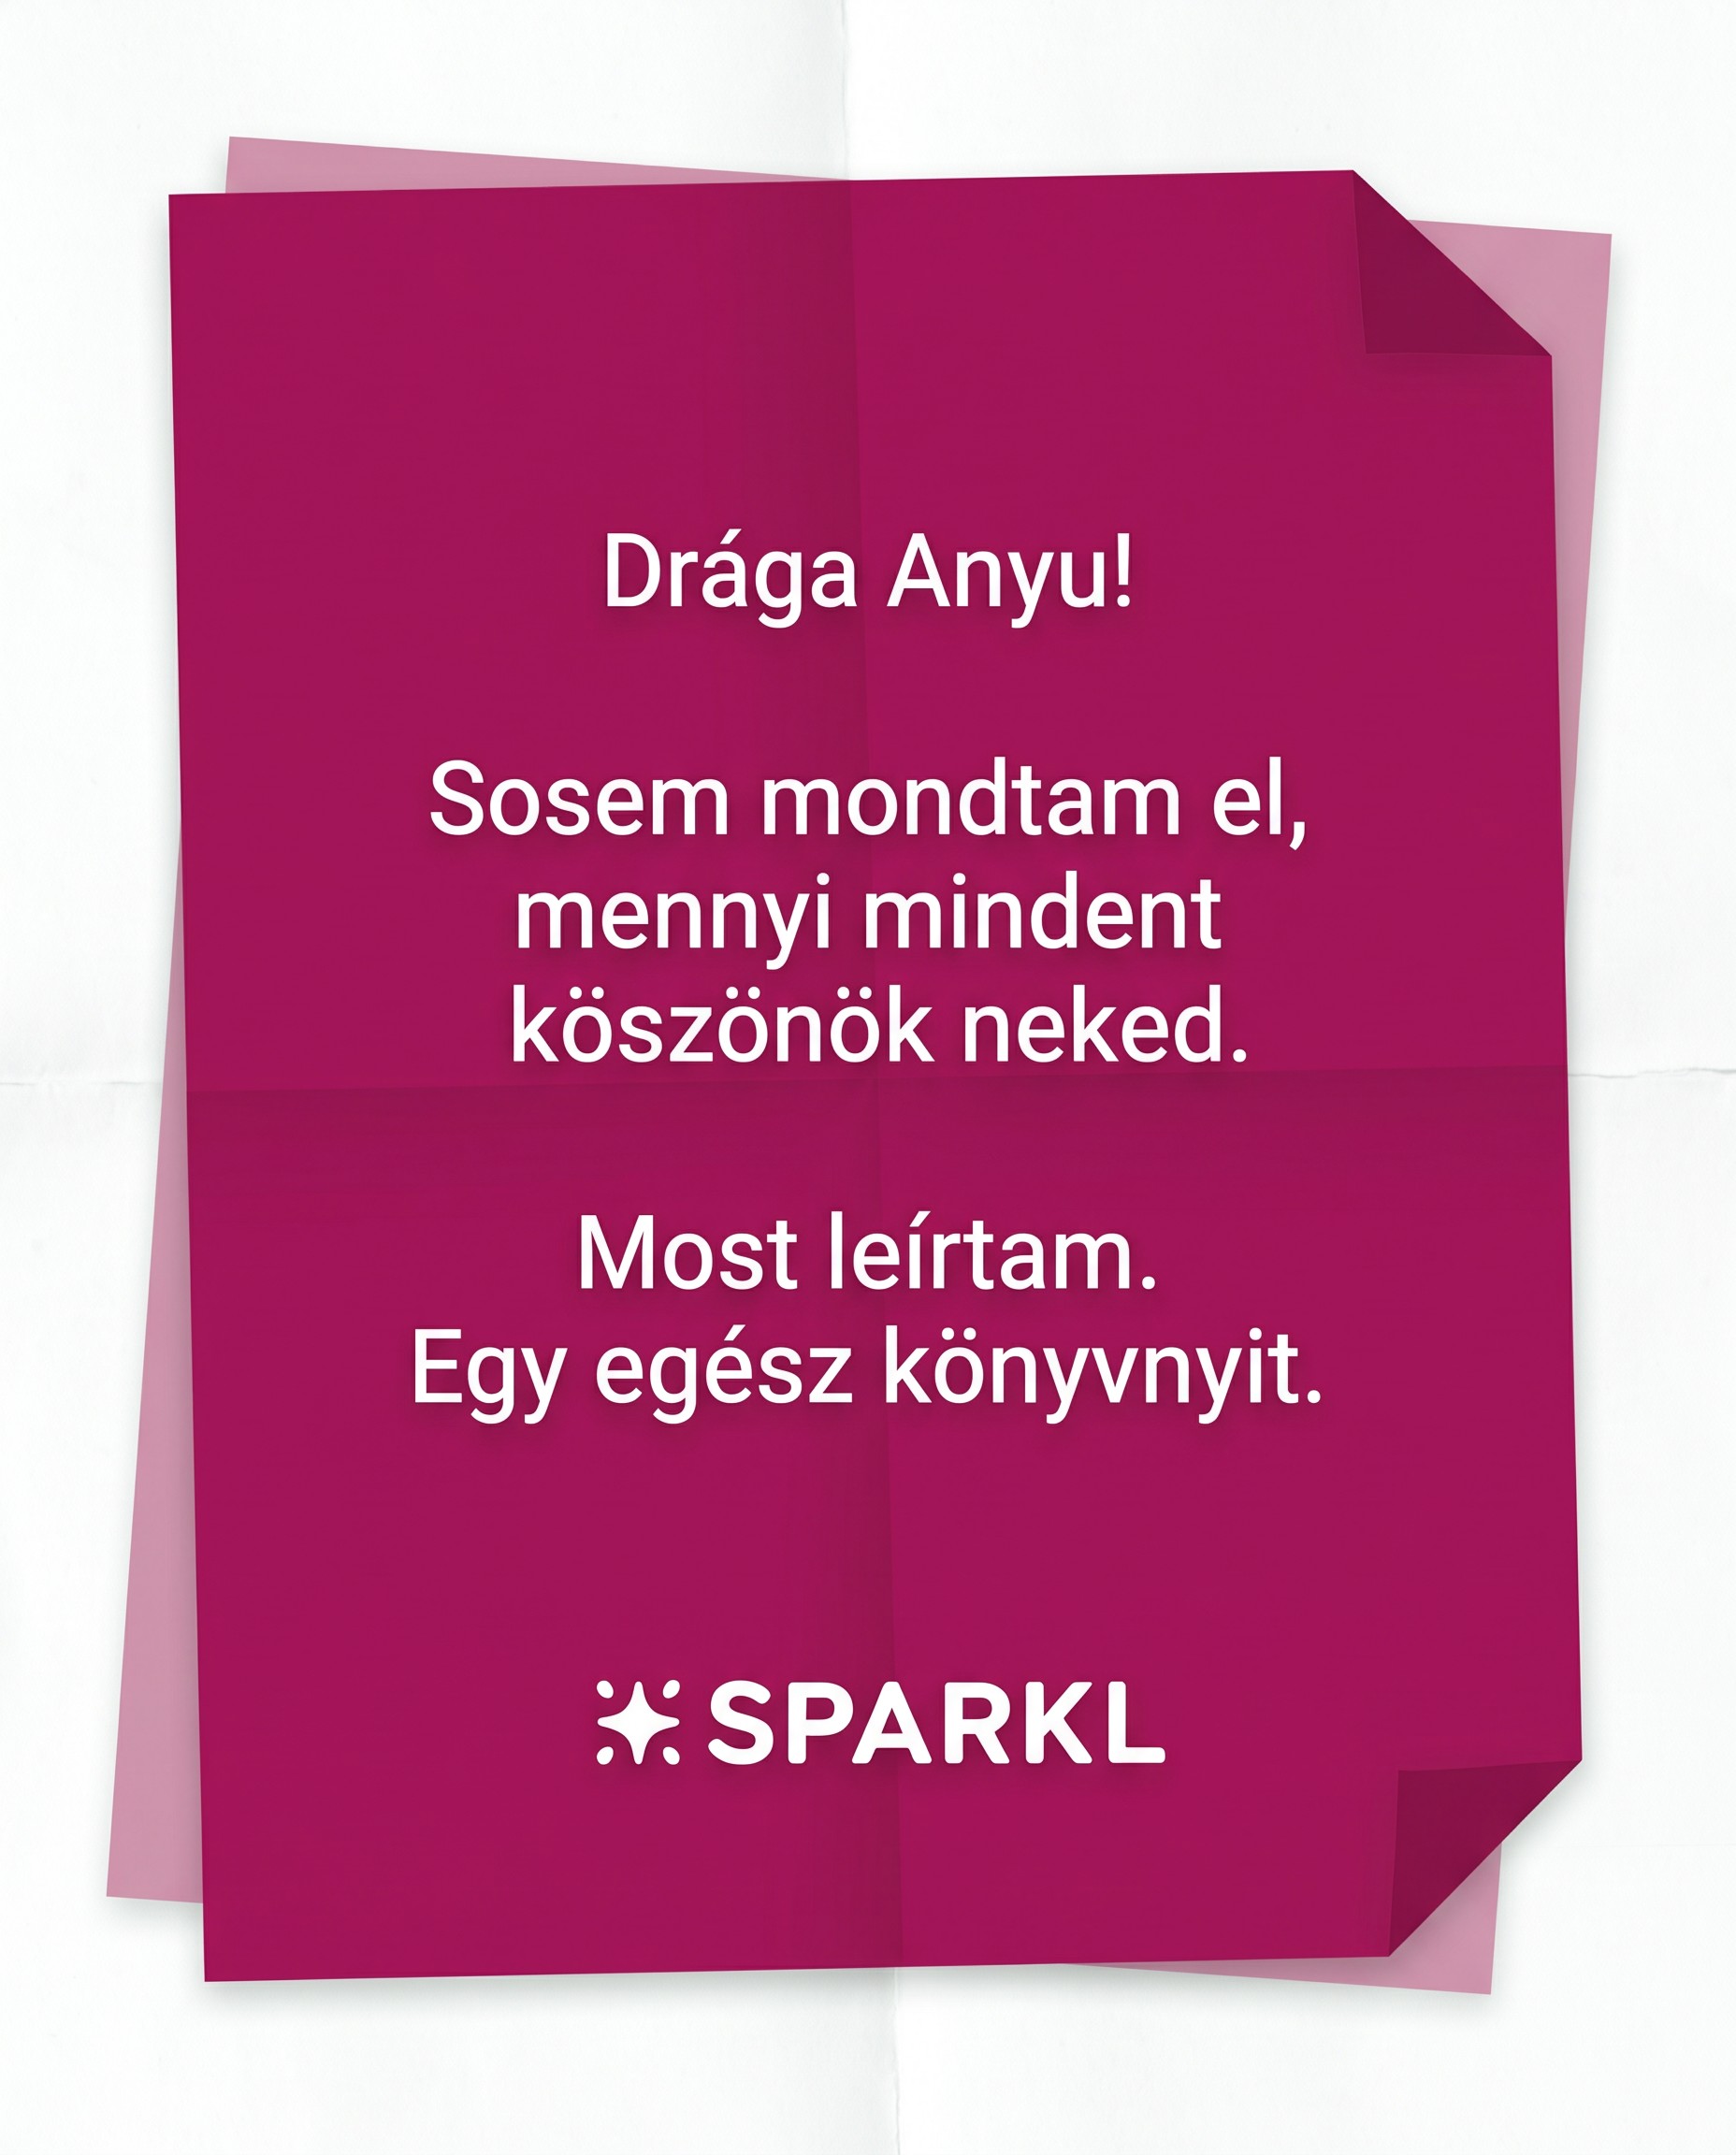 Drága Anyu!
Sosem mondtam el,
mennyi mindent
köszönök neked.
Most leírtam.
Egy egész könyvnyit.
SPARKL